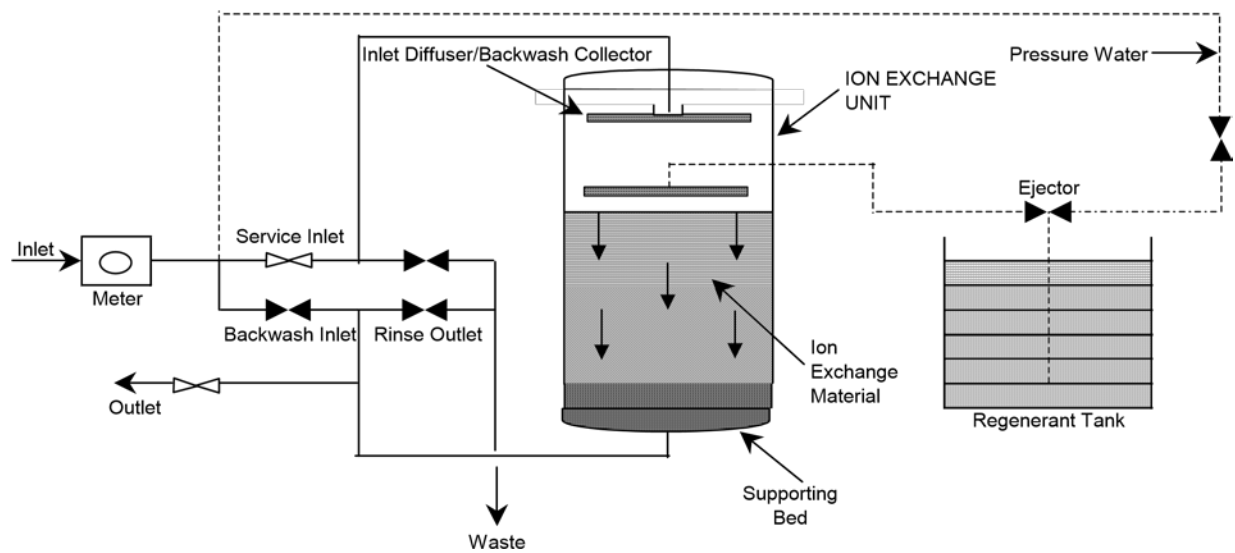 Inlet Diffuser/Backwash Collector
Pressure Water
ION EXCHANGE
UNIT
Ejector
Inlet
Service Inlet
Meter
Backwash Inlet
Rinse Outlet
Ion
Exchange
Material
Outlet
Regenerant Tank
Supporting
Bed
Waste